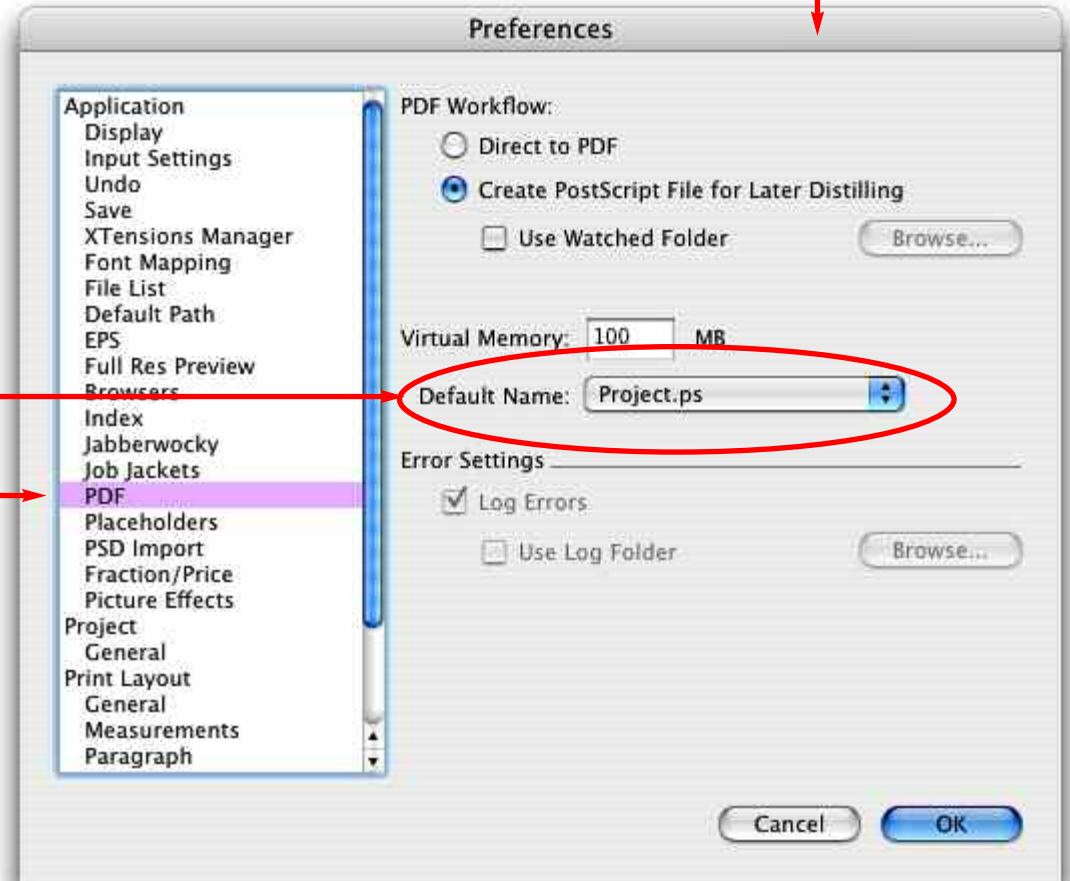 Preferences
Application
Display
Input Settings
Undo
Save
XTensions Manager
Font Mapping
File List
Default Path
EPS
Full Res Preview
Browsers
Index
Jabberwocky
Job Jackets
PDF
Placeholders
PSD Import
Fraction/Price
Picture Effects
Project
General
Print Layout
General
Measurements
Paragraph
PDF Workflow:
Direct to PDF
Create PostScript File for Later Distilling
Use Watched Folder
Browse...
Virtual Memory: 100 MB
Default Name: Project.ps
Error Settings
Log Errors
Use Log Folder
Browse...
Cancel
OK